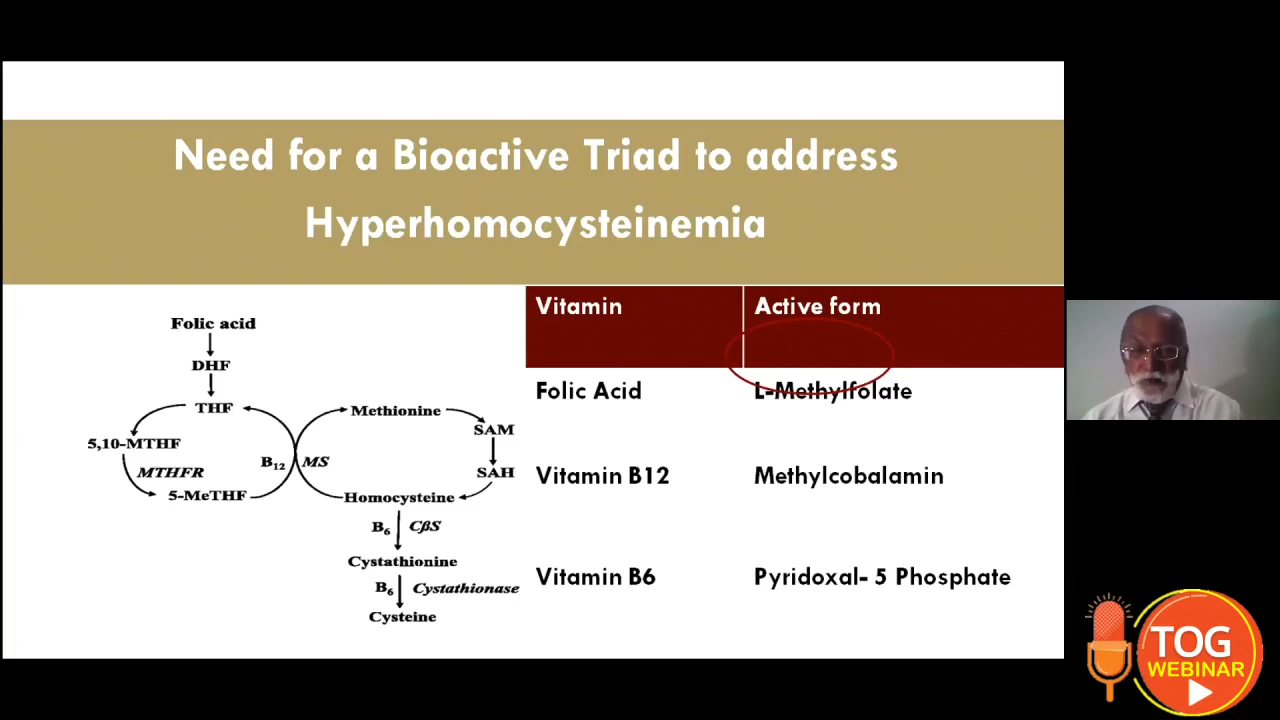 Need for a Bioactive Triad to address
Hyperhomocysteinemia
Folic acid
DHF
THF
Methionine
SAM
5,10-MTHF
MTHFR
B12
MS
SAH
5-MeTHF
Homocysteine
B6
CβS
Cystathionine
B6
Cystathionase
Cysteine
Vitamin Active form
Folic Acid L-Methylfolate
Vitamin B12 Methylcobalamin
Vitamin B6 Pyridoxal- 5 Phosphate
TOG
WEBINAR